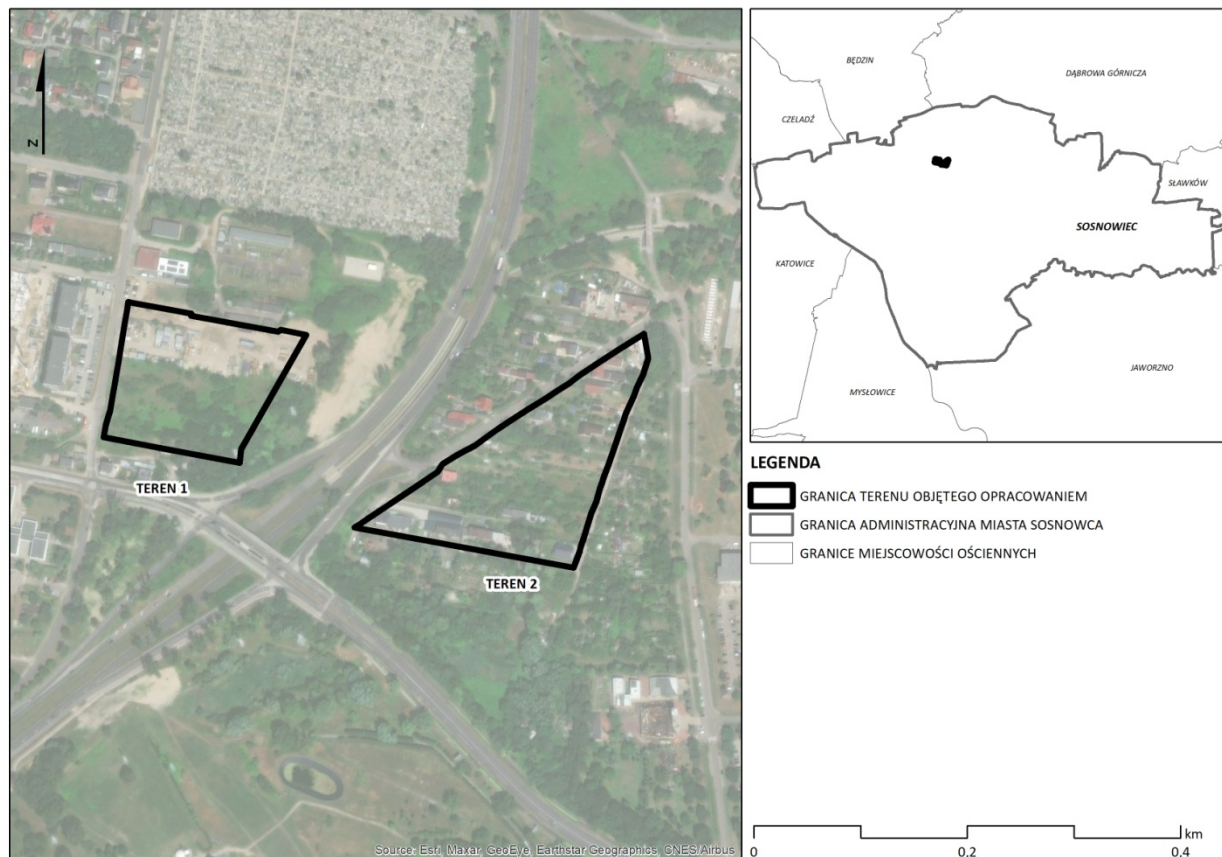 N
TEREN 1
TEREN 2
Source: Esri, Maxar, GeoEye, Earthstar Geographics, CNES/Airbus
BĘDZIN
DĄBROWA GÓRNICZA
CZELADŹ
SŁAWKÓW
SOSNOWIEC
KATOWICE
JAWORZNO
MYSŁOWICE
LEGENDA
GRANICA TERENU OBJĘTEGO OPRACOWANIEM
GRANICA ADMINISTRACYJNA MIASTA SOSNOWCA
GRANICE MIEJSCOWOŚCI OŚCIENNYCH
km
0 0,2 0,4